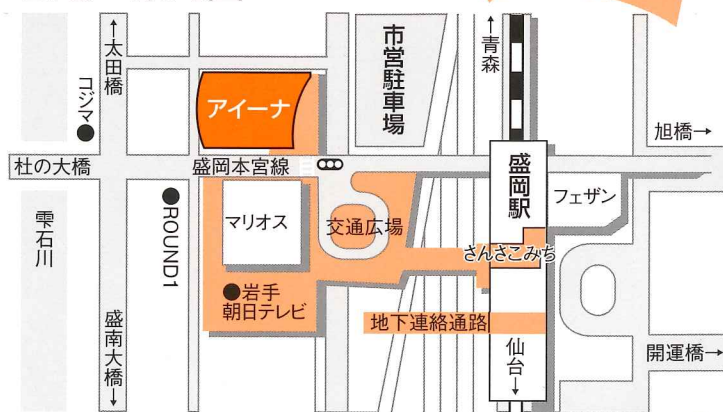 ↑太田橋
コジマ
アイーナ
市営駐車場
↑青森
旭橋→
杜の大橋
盛岡本宮線
盛岡駅
フェザン
ROUND1
マリオス
交通広場
さんさこみち
雫石川
岩手
朝日テレビ
地下連絡通路
盛南大橋↓
仙台↓
開運橋→